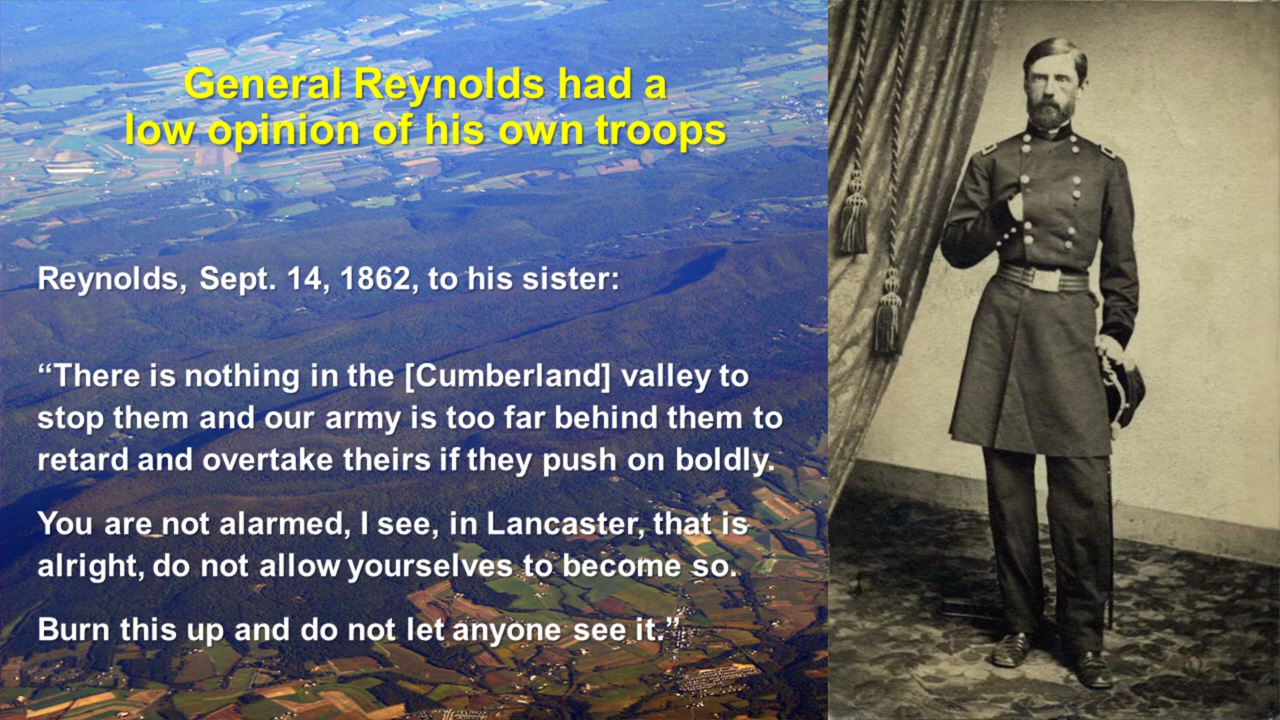 General Reynolds had a
low opinion of his own troops
Reynolds, Sept. 14, 1862, to his sister:
“There is nothing in the [Cumberland] valley to
stop them and our army is too far behind them to
retard and overtake theirs if they push on boldly.
You are not alarmed, I see, in Lancaster, that is
alright, do not allow yourselves to become so.
Burn this up and do not let anyone see it.”